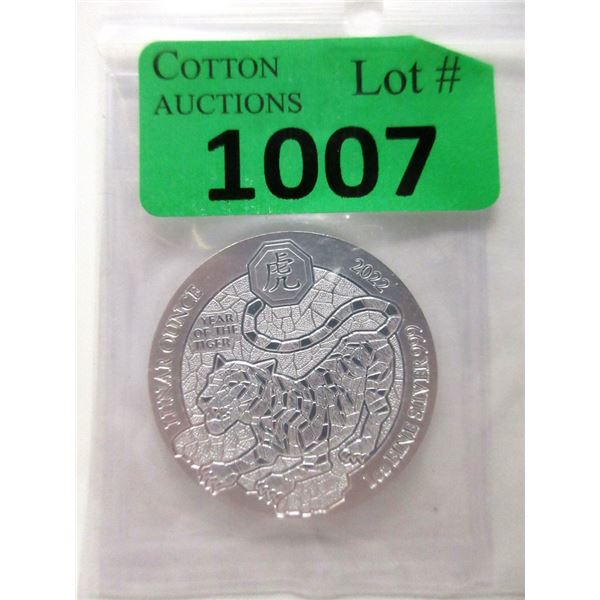 COTTON
AUCTIONS
Lot #
1007
虎
2022
LUNAR OUNCE
YEAR
OF THE
TIGER
1 OZ FINE SILVER 999